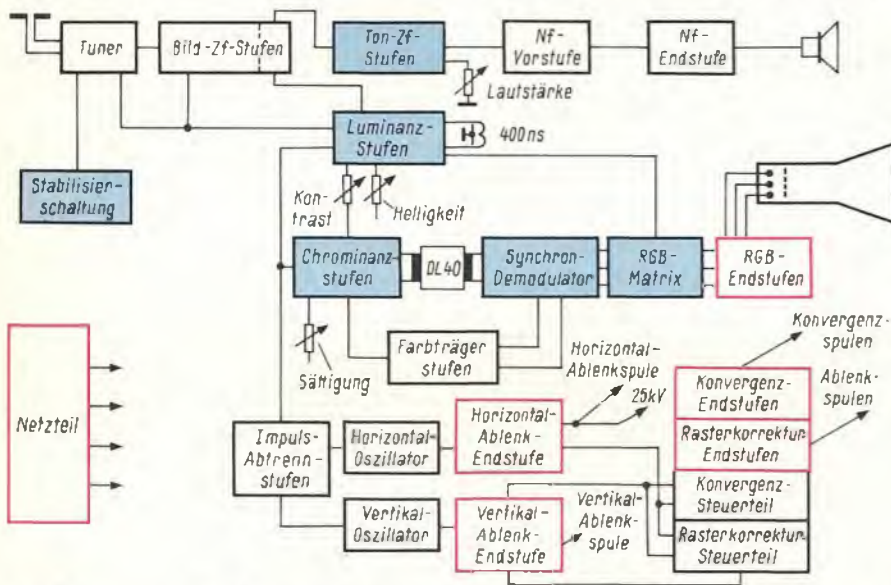 Tuner
Bild-Zf-Stufen
Ton-Zf-
Stufen
Nf-
Vorstufe
Nf-
Endstufe
Lautstärke
Luminanz-
Stufen
400ns
Stabilisier-
schaltung
Kon-
trast
Helligkeit
Chrominanz-
stufen
DL40
Synchron-
Demodulator
RGB-
Matrix
RGB-
Endstufen
Sättigung
Farbträger
stufen
Horizontal-
Ablenkspule
25kV
Konvergenz-
spulen
Ablenk-
spulen
Netzteil
Impuls-
Abtrenn-
stufen
Horizontal-
Oszillator
Horizontal-
Ablenk-
Endstufe
Konvergenz-
Endstufen
Rasterkorrektur-
Endstufen
Vertikal-
Oszillator
Vertikal-
Ablenk-
Endstufe
Vertikal-
Ablenk-
spule
Konvergenz-
Steuerteil
Rasterkorrektur-
Steuerteil